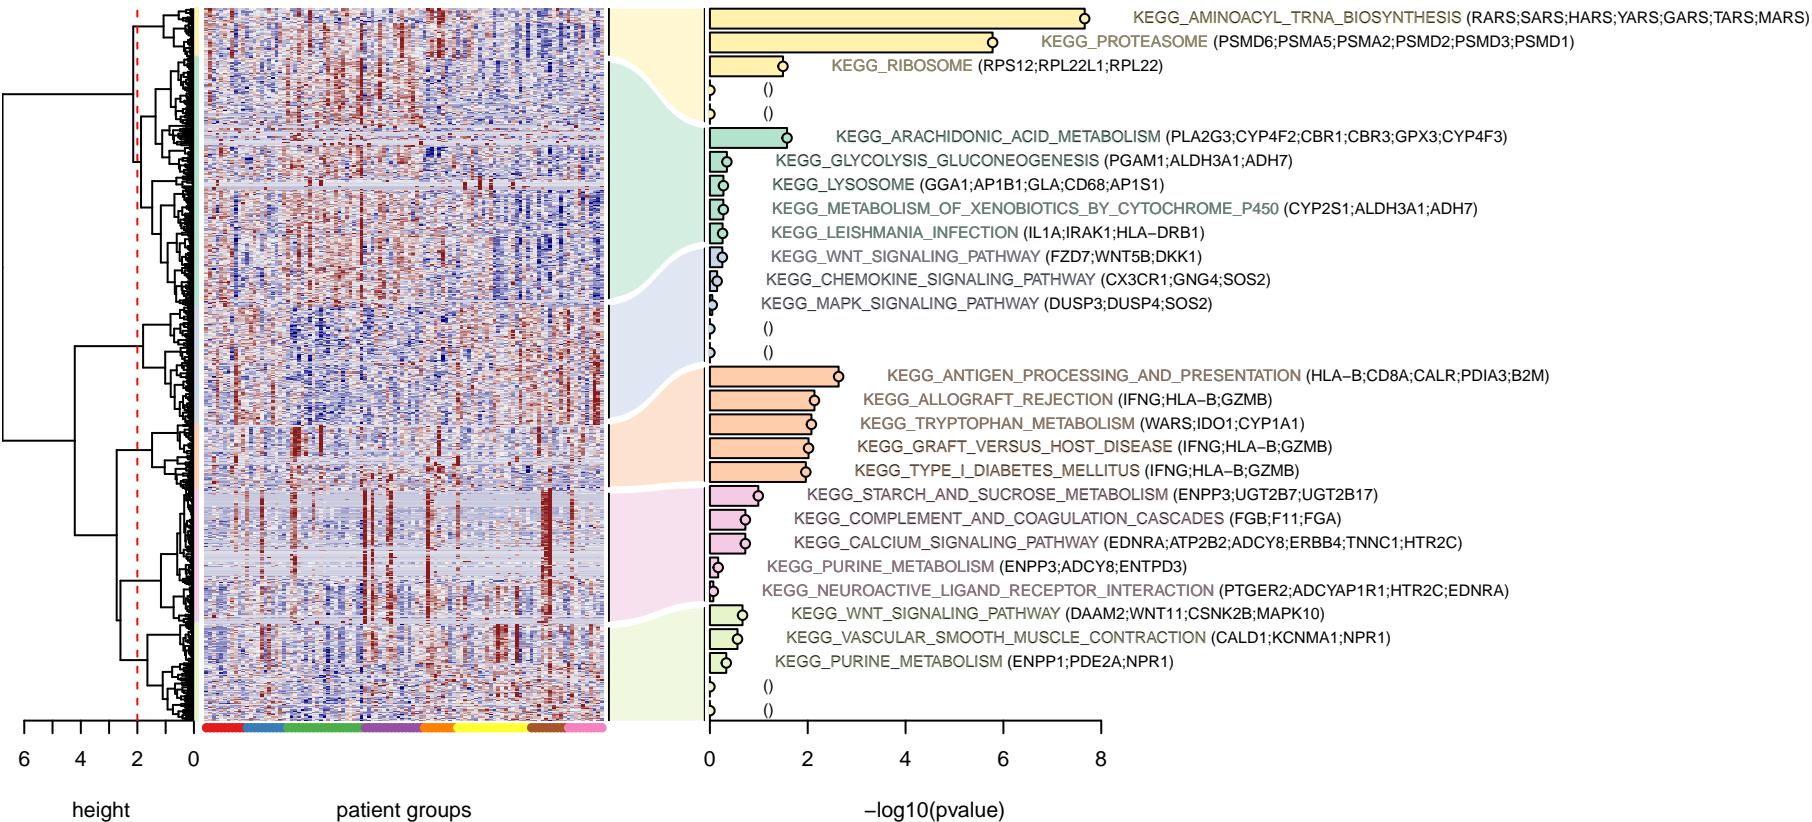 KEGG_AMINOACYL_TRNA_BIOSYNTHESIS (RARS;SARS;HARS;YARS;GARS;TARS;MARS)
KEGG_PROTEASOME (PSMD6;PSMA5;PSMA2;PSMD2;PSMD3;PSMD1)
KEGG_RIBOSOME (RPS12;RPL22L1;RPL22)
()
()
KEGG_ARACHIDONIC_ACID_METABOLISM (PLA2G3;CYP4F2;CBR1;CBR3;GPX3;CYP4F3)
KEGG_GLYCOLYSIS_GLUCONEOGENESIS (PGAM1;ALDH3A1;ADH7)
KEGG_LYSOSOME (GGA1;AP1B1;GLA;CD68;AP1S1)
KEGG_METABOLISM_OF_XENOBIOTICS_BY_CYTOCHROME_P450 (CYP2S1;ALDH3A1;ADH7)
KEGG_LEISHMANIA_INFECTION (IL1A;IRAK1;HLA−DRB1)
KEGG_WNT_SIGNALING_PATHWAY (FZD7;WNT5B;DKK1)
KEGG_CHEMOKINE_SIGNALING_PATHWAY (CX3CR1;GNG4;SOS2)
KEGG_MAPK_SIGNALING_PATHWAY (DUSP3;DUSP4;SOS2)
()
()
KEGG_ANTIGEN_PROCESSING_AND_PRESENTATION (HLA−B;CD8A;CALR;PDIA3;B2M)
KEGG_ALLOGRAFT_REJECTION (IFNG;HLA−B;GZMB)
KEGG_TRYPTOPHAN_METABOLISM (WARS;IDO1;CYP1A1)
KEGG_GRAFT_VERSUS_HOST_DISEASE (IFNG;HLA−B;GZMB)
KEGG_TYPE_I_DIABETES_MELLITUS (IFNG;HLA−B;GZMB)
KEGG_STARCH_AND_SUCROSE_METABOLISM (ENPP3;UGT2B7;UGT2B17)
KEGG_COMPLEMENT_AND_COAGULATION_CASCADES (FGB;F11;FGA)
KEGG_CALCIUM_SIGNALING_PATHWAY (EDNRA;ATP2B2;ADCY8;ERBB4;TNNC1;HTR2C)
KEGG_PURINE_METABOLISM (ENPP3;ADCY8;ENTPD3)
KEGG_NEUROACTIVE_LIGAND_RECEPTOR_INTERACTION (PTGER2;ADCYAP1R1;HTR2C;EDNRA)
KEGG_WNT_SIGNALING_PATHWAY (DAAM2;WNT11;CSNK2B;MAPK10)
KEGG_VASCULAR_SMOOTH_MUSCLE_CONTRACTION (CALD1;KCNMA1;NPR1)
KEGG_PURINE_METABOLISM (ENPP1;PDE2A;NPR1)
()
()
6 4 2 0 0 2 4 6 8
height patient groups −log10(pvalue)